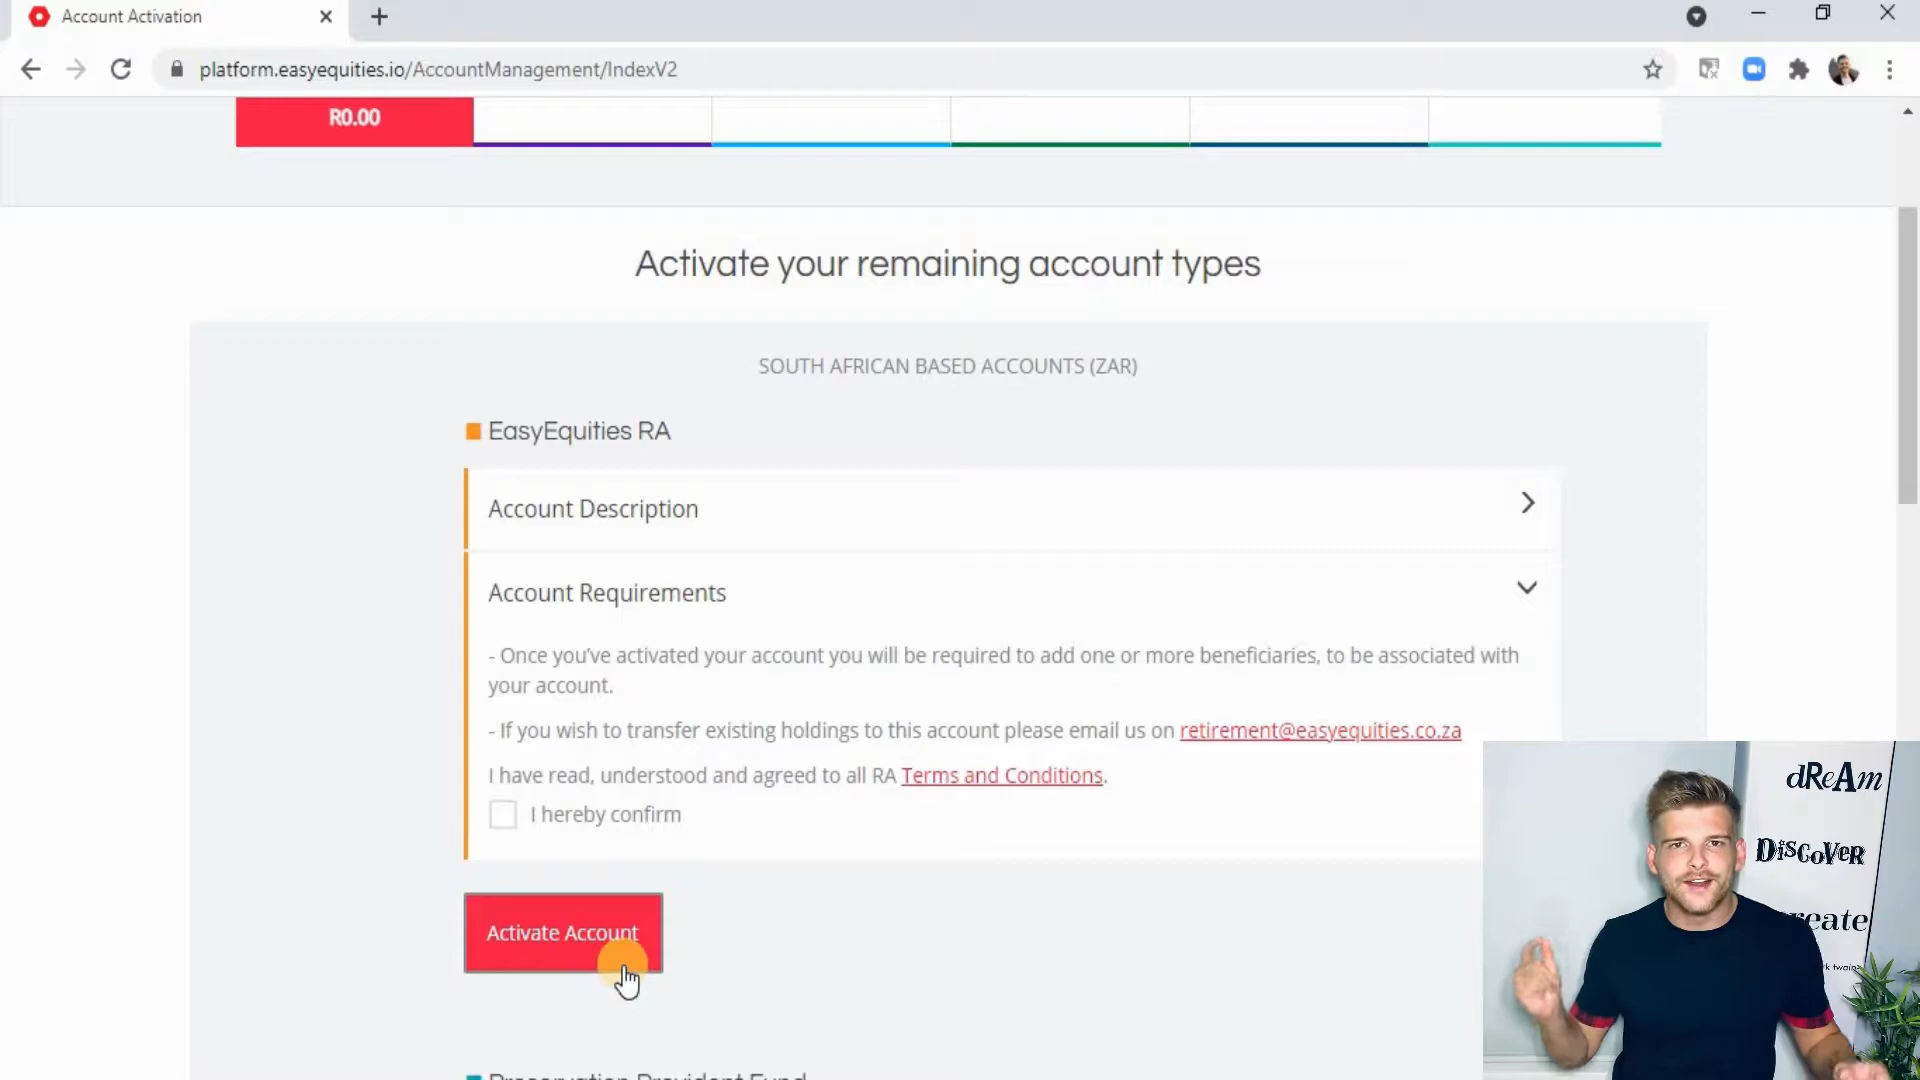 Account Activation
platform.easyequities.io/AccountManagement/IndexV2
R0.00
Activate your remaining account types
SOUTH AFRICAN BASED ACCOUNTS (ZAR)
EasyEquities RA
Account Description
Account Requirements
- Once you've activated your account you will be required to add one or more beneficiaries, to be associated with
your account.
- If you wish to transfer existing holdings to this account please email us on retirement@easyequities.co.za
I have read, understood and agreed to all RA Terms and Conditions.
I hereby confirm
Activate Account
Preservation Provident Fund
dReAm
DiScoVeR
twain